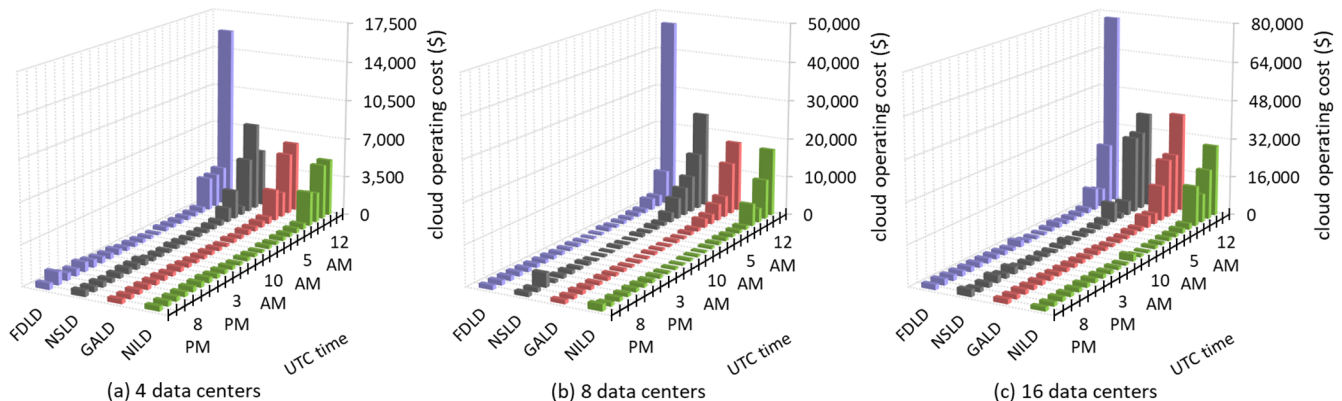 17,500
14,000
10,500
7,000
3,500
0
cloud operating cost ($)
12
AM
5
AM
10
AM
3
PM
8
PM
UTC time
FDLD
NSLD
GALD
NILD
(a) 4 data centers
50,000
40,000
30,000
20,000
10,000
0
cloud operating cost ($)
12
AM
5
AM
10
AM
3
PM
8
PM
UTC time
FDLD
NSLD
GALD
NILD
(b) 8 data centers
80,000
64,000
48,000
32,000
16,000
0
cloud operating cost ($)
12
AM
5
AM
10
AM
3
PM
8
PM
UTC time
FDLD
NSLD
GALD
NILD
(c) 16 data centers